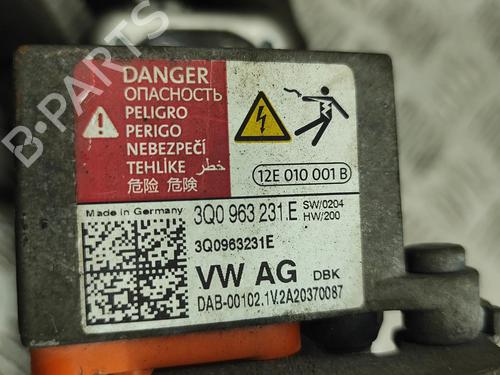 B-PARTS
DANGER
ОПАСНОСТЬ
PELIGRO
PERIGO
NEBEZPEČÍ
TEHLİKE خطر
危险 危険
12E 010 001 B
Made in Germany
3Q0 963 231.E SW/0204
HW/200
3Q0963231E
VW AG DBK
DAB-00102.1V.2A20370087